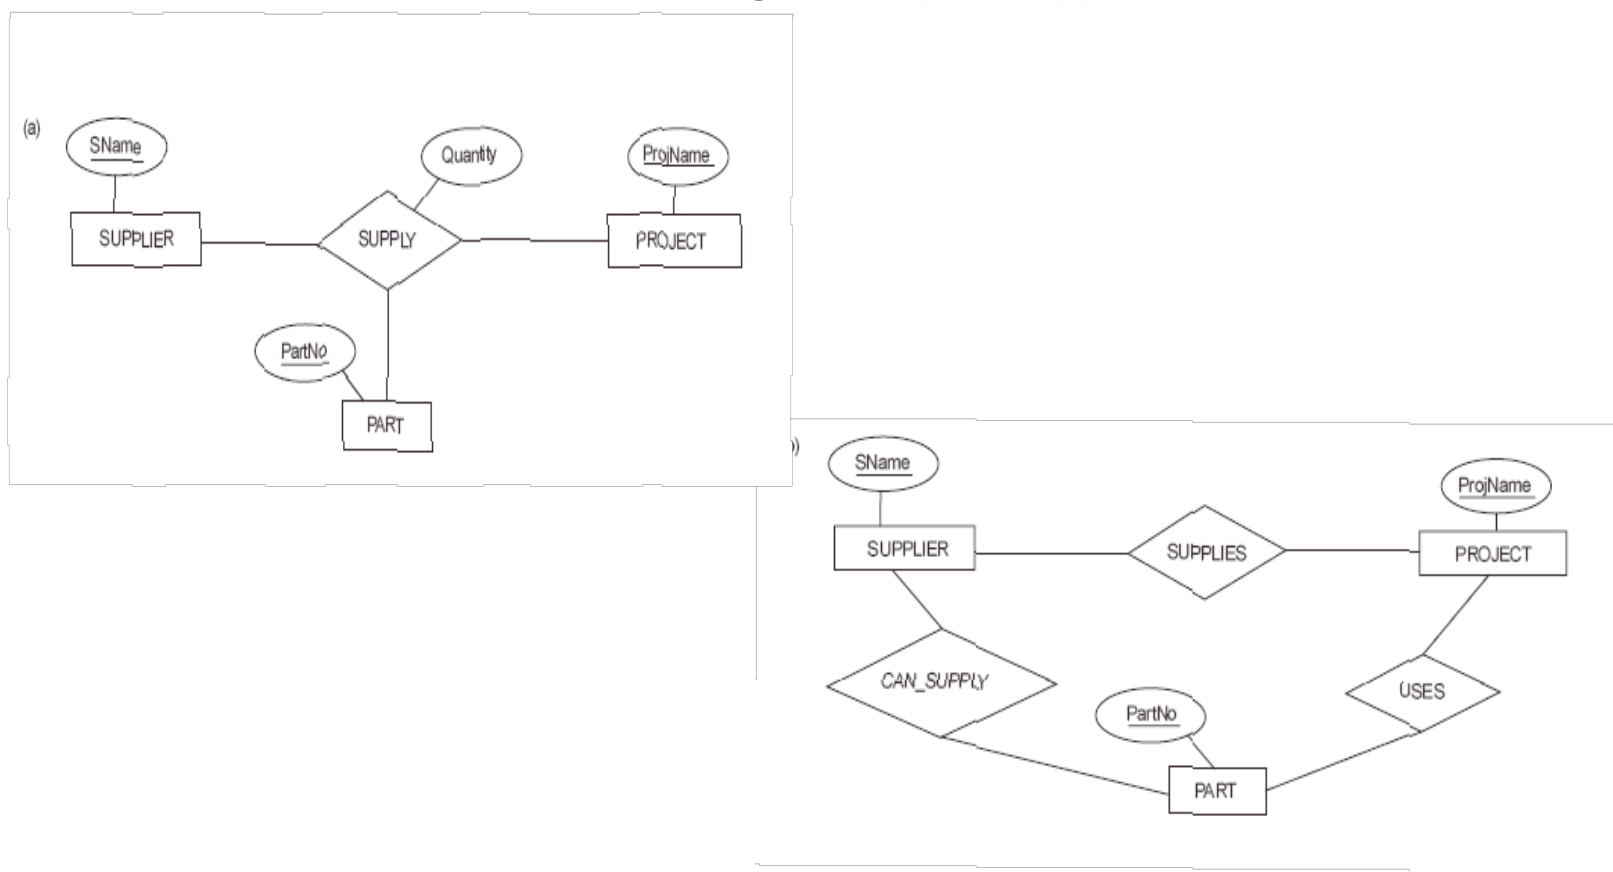 (a)
SName
Quantity
ProjName
SUPPLIER
SUPPLY
PROJECT
PartNo
PART
SName
ProjName
SUPPLIER
SUPPLIES
PROJECT
CAN_SUPPLY
USES
PartNo
PART